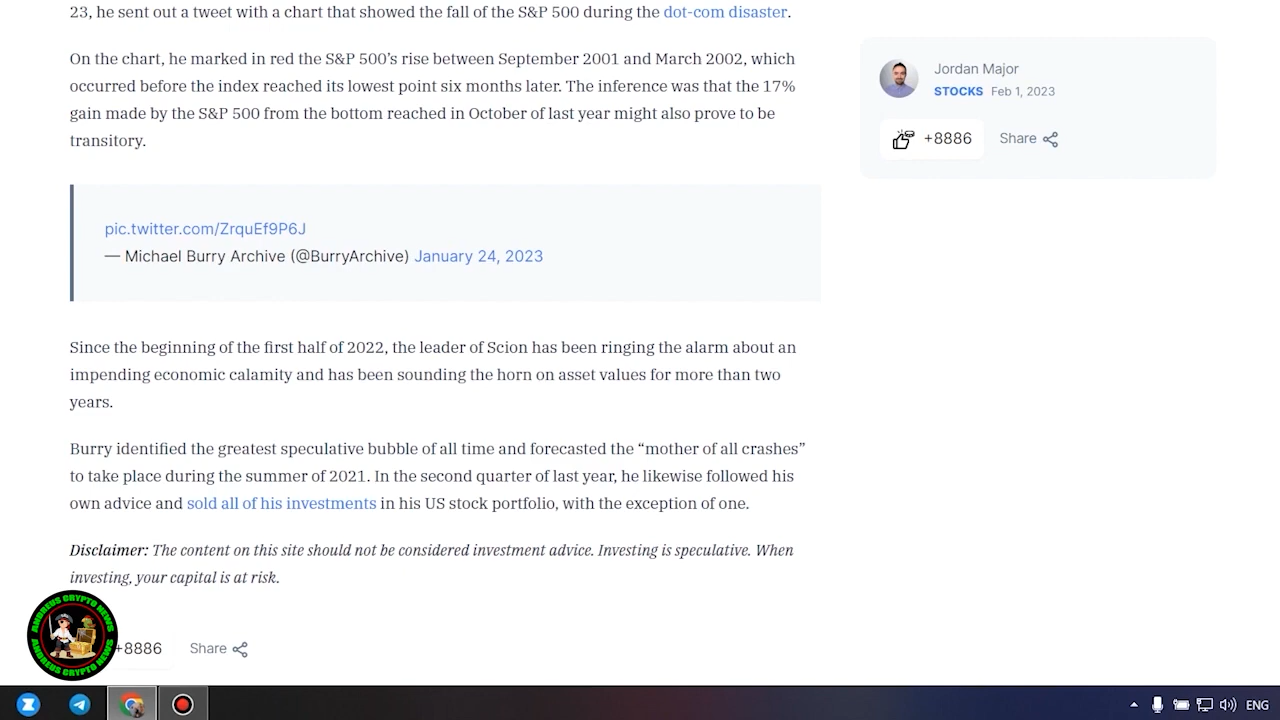 23, he sent out a tweet with a chart that showed the fall of the S&P 500 during the dot-com disaster.
On the chart, he marked in red the S&P 500’s rise between September 2001 and March 2002, which
occurred before the index reached its lowest point six months later. The inference was that the 17%
gain made by the S&P 500 from the bottom reached in October of last year might also prove to be
transitory.
Jordan Major
STOCKS Feb 1, 2023
+8886 Share
pic.twitter.com/ZrquEf9P6J
— Michael Burry Archive (@BurryArchive) January 24, 2023
Since the beginning of the first half of 2022, the leader of Scion has been ringing the alarm about an
impending economic calamity and has been sounding the horn on asset values for more than two
years.
Burry identified the greatest speculative bubble of all time and forecasted the “mother of all crashes”
to take place during the summer of 2021. In the second quarter of last year, he likewise followed his
own advice and sold all of his investments in his US stock portfolio, with the exception of one.
Disclaimer: The content on this site should not be considered investment advice. Investing is speculative. When
investing, your capital is at risk.
ANDREUS CRYPTO NEWS
ANDREUS CRYPTO NEWS
+8886 Share
ENG